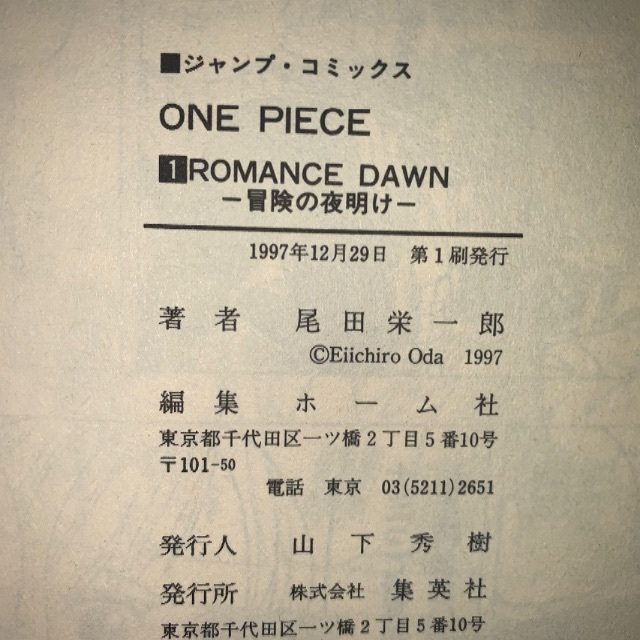 ■ジャンプ・コミックス
ONE PIECE
1 ROMANCE DAWN
―冒険の夜明け―
1997年12月29日 第1刷発行
著者 尾田栄一郎
©Eiichiro Oda 1997
編集 ホーム社
東京都千代田区一ツ橋2丁目5番10号
〒101-50
電話 東京 03(5211)2651
発行人 山下秀樹
発行所 株式会社 集英社
東京都千代田区一ツ橋2丁目5番10号